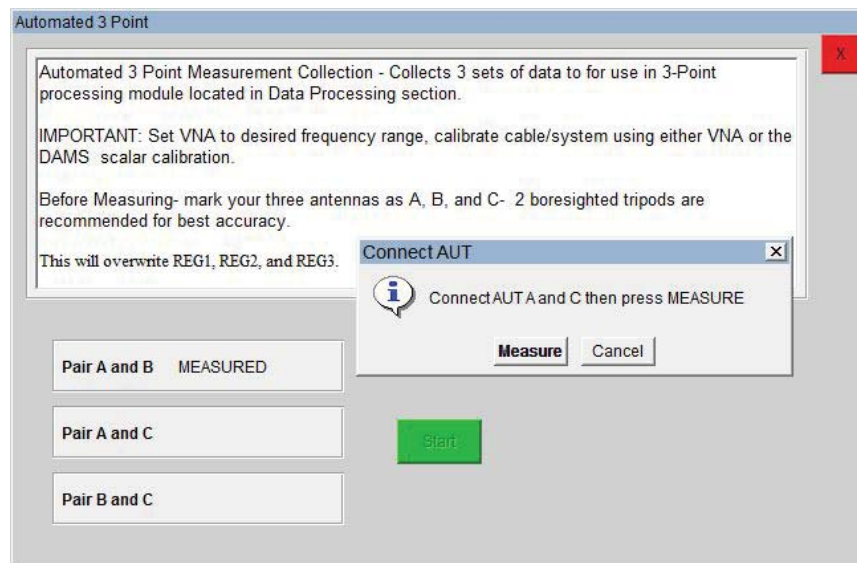 Automated 3 Point
X
Automated 3 Point Measurement Collection - Collects 3 sets of data to for use in 3-Point
processing module located in Data Processing section.
IMPORTANT: Set VNA to desired frequency range, calibrate cable/system using either VNA or the
DAMS scalar calibration.
Before Measuring- mark your three antennas as A, B, and C- 2 boresighted tripods are
recommended for best accuracy.
This will overwrite REG1, REG2, and REG3.
Connect AUT
Connect AUT A and C then press MEASURE
Measure Cancel
Pair A and B MEASURED
Pair A and C
Start
Pair B and C